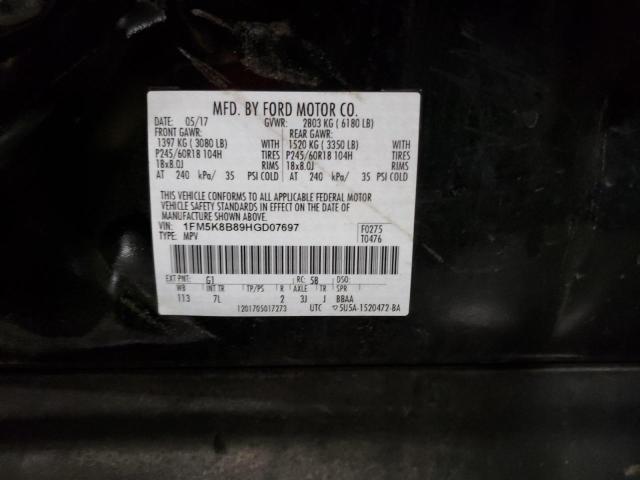 MFD. BY FORD MOTOR CO.
DATE: 05/17 GVWR: 2803 KG ( 6180 LB)
FRONT GAWR: REAR GAWR:
1397 KG ( 3080 LB) WITH 1520 KG ( 3350 LB) WITH
P245/60R18 104H TIRES P245/60R18 104H TIRES
18x8.0J RIMS 18x8.0J RIMS
AT 240 kPa/ 35 PSI COLD AT 240 kPa/ 35 PSI COLD
THIS VEHICLE CONFORMS TO ALL APPLICABLE FEDERAL MOTOR
VEHICLE SAFETY STANDARDS IN EFFECT ON THE DATE OF
MANUFACTURE SHOWN ABOVE.
VIN: 1FM5K8B89HGD07697 F0275
TYPE: MPV T0476
EXT PNT: G1 RC: 58 DSO:
WB INT TR TP/PS R AXLE TR SPR
113 7L 2 3J J BBAA
1201705017273 UTC 5U5A-1520472-BA